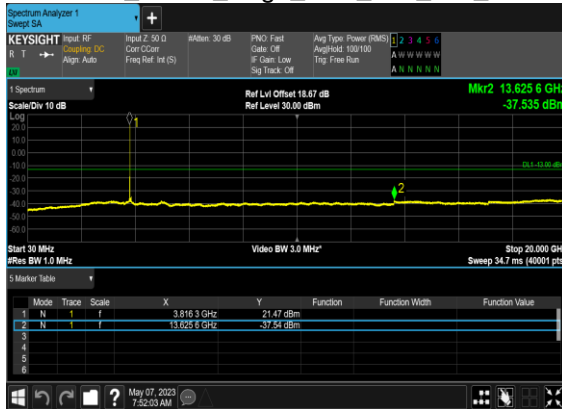 Spectrum Analyzer 1
Swept SA
+
KEYSIGHT Input: RF Input Z: 50 Ω #Atten: 30 dB PNO: Fast Avg Type: Power (RMS) 1 2 3 4 5 6
R T Coupling: DC Corr CCorr Gate: Off Avg|Hold: 100/100 A W W W W W
Align: Auto Freq Ref: Int (S) IF Gain: Low Trig: Free Run
LXI Sig Track: Off A N N N N N
1 Spectrum Ref Lvl Offset 18.67 dB Mkr2 13.625 6 GHz
Scale/Div 10 dB Ref Level 30.00 dBm -37.535 dBm
Log
1
20.0
10.0
0.00
-10.0
DL1 -13.00 dBm
-20.0
-30.0
2
-40.0
-50.0
-60.0
Start 30 MHz Video BW 3.0 MHz* Stop 20.000 GHz
#Res BW 1.0 MHz Sweep 34.7 ms (40001 pts)
5 Marker Table
Mode Trace Scale X Y Function Function Width Function Value
1 N 1 f 3.816 3 GHz 21.47 dBm
2 N 1 f 13.625 6 GHz -37.54 dBm
3
4
5
6
? May 07, 2023
7:52:03 AM